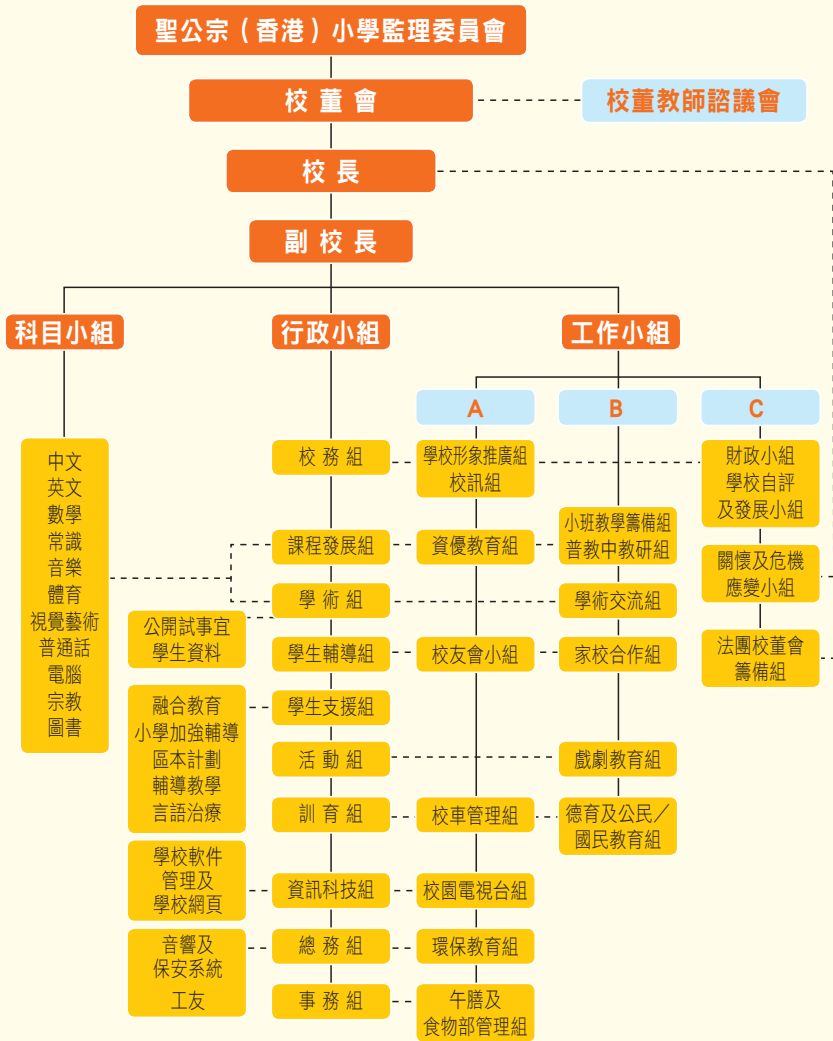 聖公宗（香港）小學監理委員會
校董會
校董教師諮議會
校長
副校長
科目小組
行政小組
工作小組
A
B
C
中文
英文
數學
常識
音樂
體育
視覺藝術
普通話
電腦
宗教
圖書
校務組
學校形象推廣組
校訊組
財政小組
學校自評
及發展小組
課程發展組
資優教育組
小班教學籌備組
普教中教研組
關懷及危機
應變小組
學術組
學術交流組
公開試事宜
學生資料
學生輔導組
校友會小組
家校合作組
法團校董會
籌備組
融合教育
小學加強輔導
區本計劃
輔導教學
言語治療
學生支援組
活動組
戲劇教育組
訓育組
校車管理組
德育及公民／
國民教育組
學校軟件
管理及
學校網頁
資訊科技組
校園電視台組
音響及
保安系統
工友
總務組
環保教育組
事務組
午膳及
食物部管理組